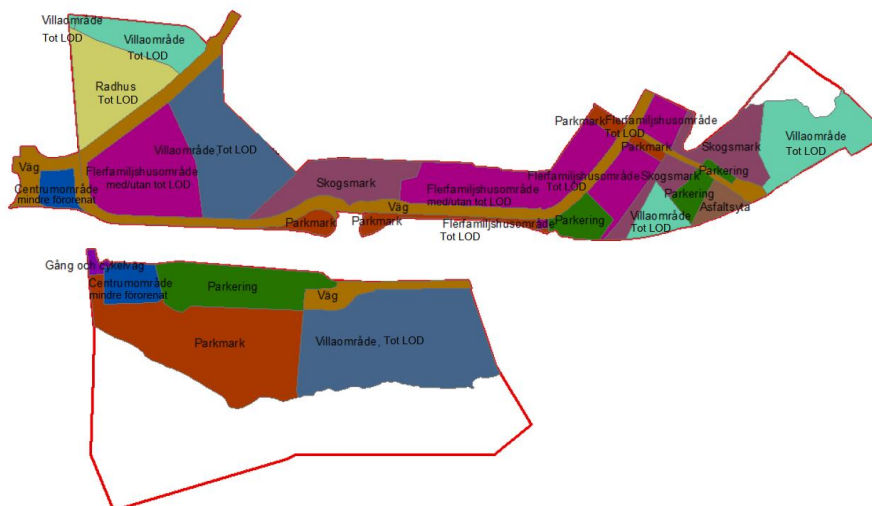 Villaområde
Tot LOD
Villaområde
Tot LOD
Radhus
Tot LOD
Villaområde, Tot LOD
Väg
Centrumområde
mindre förorenat
Flerfamiljshusområde
med/utan tot LOD
Skogsmark
Flerfamiljshusområde
med/utan tot LOD
Väg
Parkmark
Parkmark
Flerfamiljshusområde
Tot LOD
Parkering
Flerfamiljshusområde
Tot LOD
Parkmark
Flerfamiljshusområde
Tot LOD
Parkmark
Skogsmark
Skogsmark
Parkering
Parkering
Villaområde
Tot LOD
Asfaltsyta
Villaområde
Tot LOD
Gång och cykelväg
Centrumområde
mindre förorenat
Parkering
Väg
Parkmark
Villaområde, Tot LOD